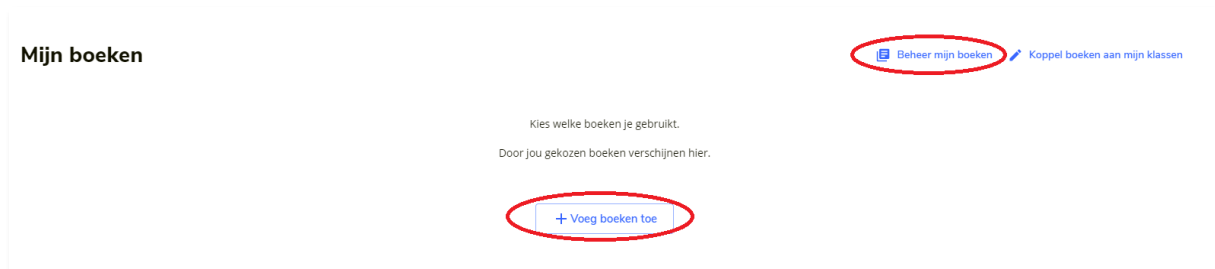 Mijn boeken
Beheer mijn boeken
Koppel boeken aan mijn klassen
Kies welke boeken je gebruikt.
Door jou gekozen boeken verschijnen hier.
+ Voeg boeken toe